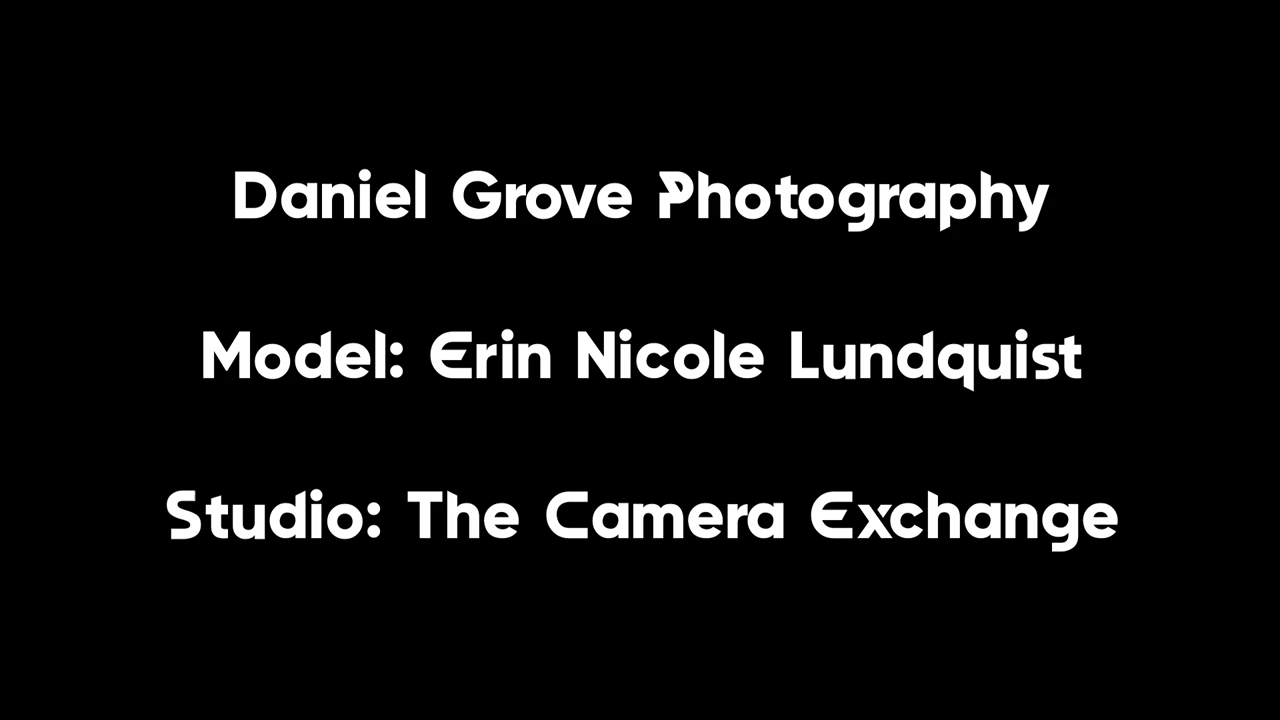 Daniel Grove Photography
Model: Erin Nicole Lundquist
Studio: The Camera Exchange